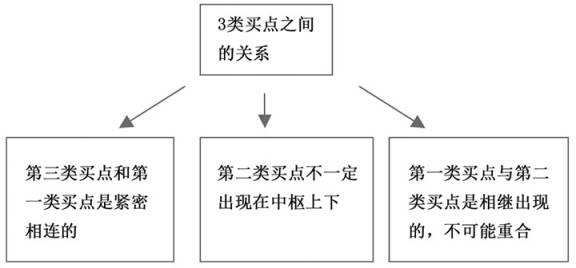 3类买点之间
的关系
第三类买点和第
一类买点是紧密
相连的
第二类买点不一定
出现在中枢上下
第一类买点与第二
类买点是相继出现
的，不可能重合